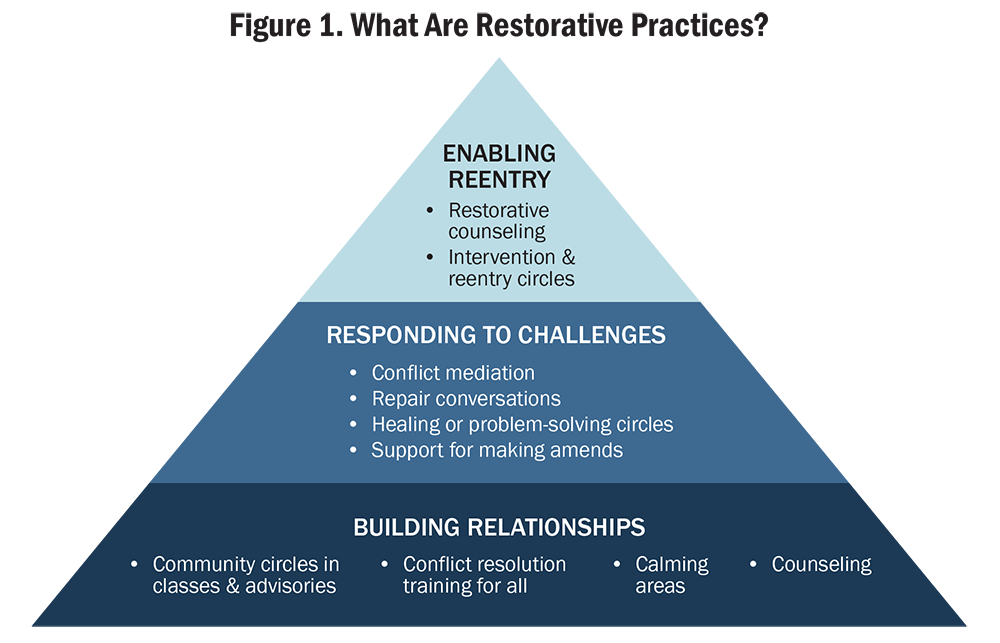 Figure 1. What Are Restorative Practices?
ENABLING
REENTRY
• Restorative
counseling
• Intervention &
reentry circles
RESPONDING TO CHALLENGES
• Conflict mediation
• Repair conversations
• Healing or problem-solving circles
• Support for making amends
BUILDING RELATIONSHIPS
• Community circles in
classes & advisories
• Conflict resolution
training for all
• Calming
areas
• Counseling